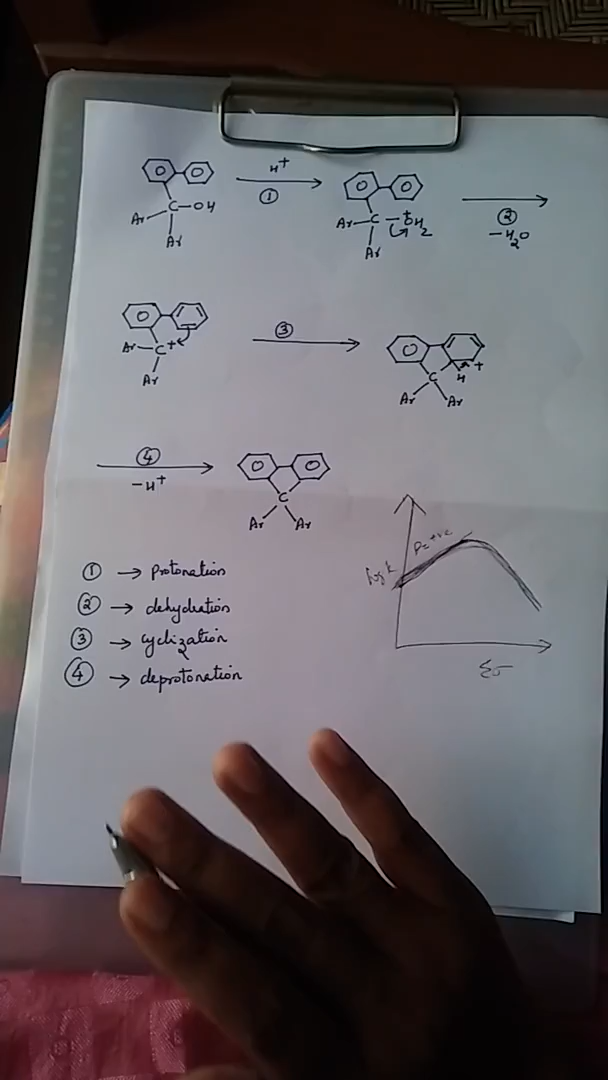 H⁺
①
C-OH
Ar
Ar
Ar-C-⁺OH₂
Ar
②
-H₂O
Ar-C⁺
Ar
③
C
H
+
Ar Ar
④
-H⁺
C
Ar Ar
① → protonation
② → dehydration
③ → cyclization
④ → deprotonation
log k
ρ = +ve
Σσ